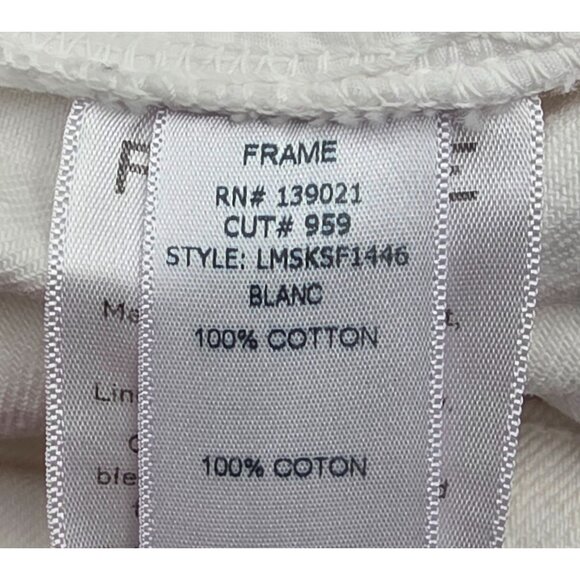 FRAME
RN# 139021
CUT# 959
STYLE: LMSKSF1446
BLANC
100% COTTON
100% COTON